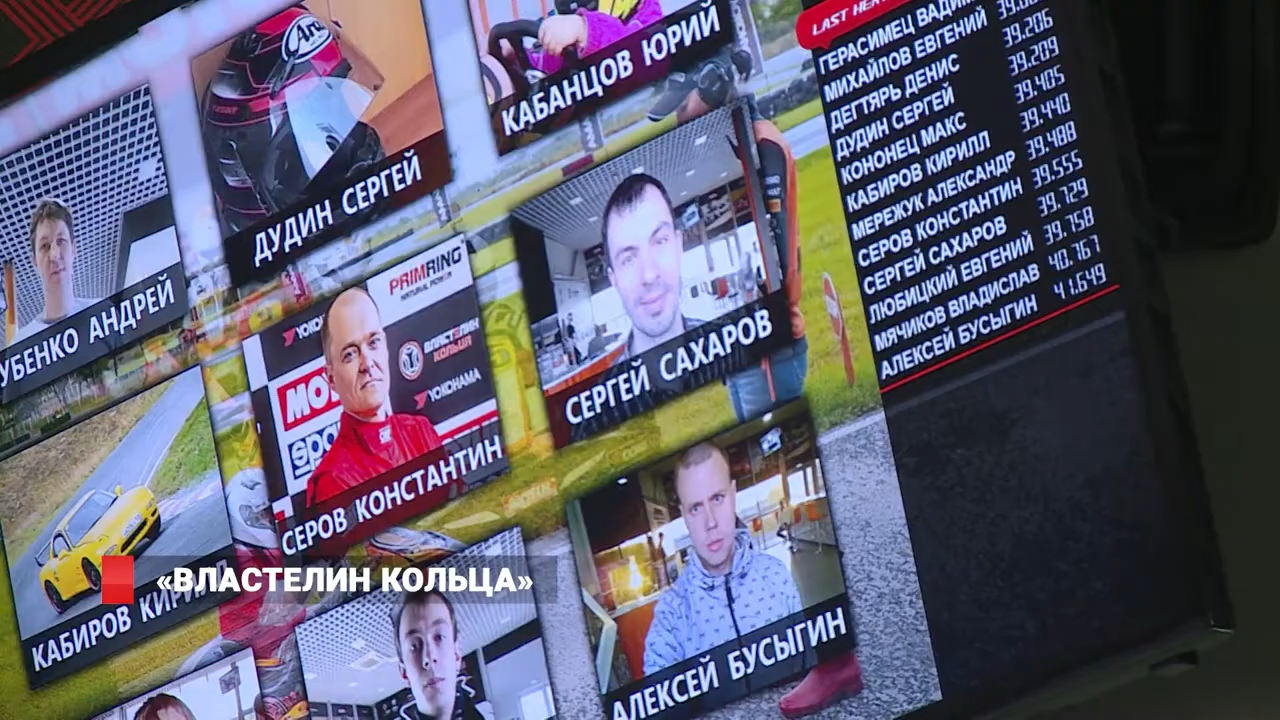 Arai
КАБАНЦОВ ЮРИЙ
ДУДИН СЕРГЕЙ
УБЕНКО АНДРЕЙ
PRIMRING
NATURAL POWER
ВЛАСТЕЛИН
КОЛЬЦА
YOKOHAMA
СЕРОВ КОНСТАНТИН
СЕРГЕЙ САХАРОВ
КАБИРОВ
АЛЕКСЕЙ БУСЫГИН
«ВЛАСТЕЛИН КОЛЬЦА»
LAST
ГЕРАСИМЕЦ
МИХАЙЛОВ ЕВГЕНИЙ 39.206
ДЕГТЯРЬ ДЕНИС 39.209
ДУДИН СЕРГЕЙ 39.405
КОНОНЕЦ МАКС 39.440
КАБИРОВ КИРИЛЛ 39.488
МЕРЕЖУК АЛЕКСАНДР 39.555
СЕРОВ КОНСТАНТИН 39.729
СЕРГЕЙ САХАРОВ 39.758
ЛЮБИЦКИЙ ЕВГЕНИЙ 40.767
МЯЧИКОВ ВЛАДИСЛАВ 41.649
АЛЕКСЕЙ БУСЫГИН